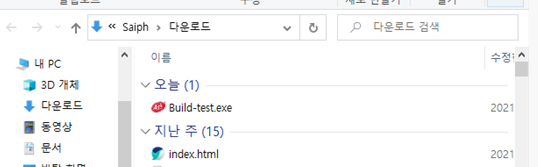 Saiph > 다운로드
다운로드 검색
이름
수정
내 PC
3D 개체
다운로드
동영상
문서
오늘 (1)
Build-test.exe
2021
지난 주 (15)
index.html
2021